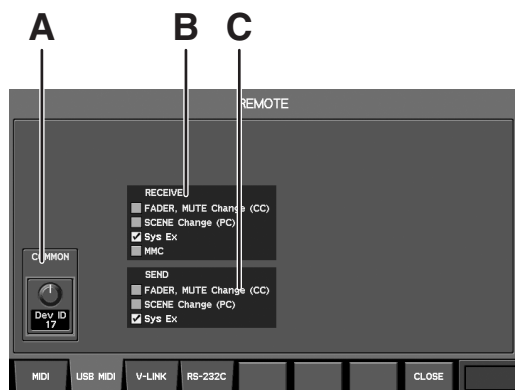 A B C
REMOTE
RECEIVE
FADER, MUTE Change (CC)
SCENE Change (PC)
Sys Ex
MMC
COMMON
Dev ID
17
SEND
FADER, MUTE Change (CC)
SCENE Change (PC)
Sys Ex
MIDI USB MIDI V-LINK RS-232C CLOSE